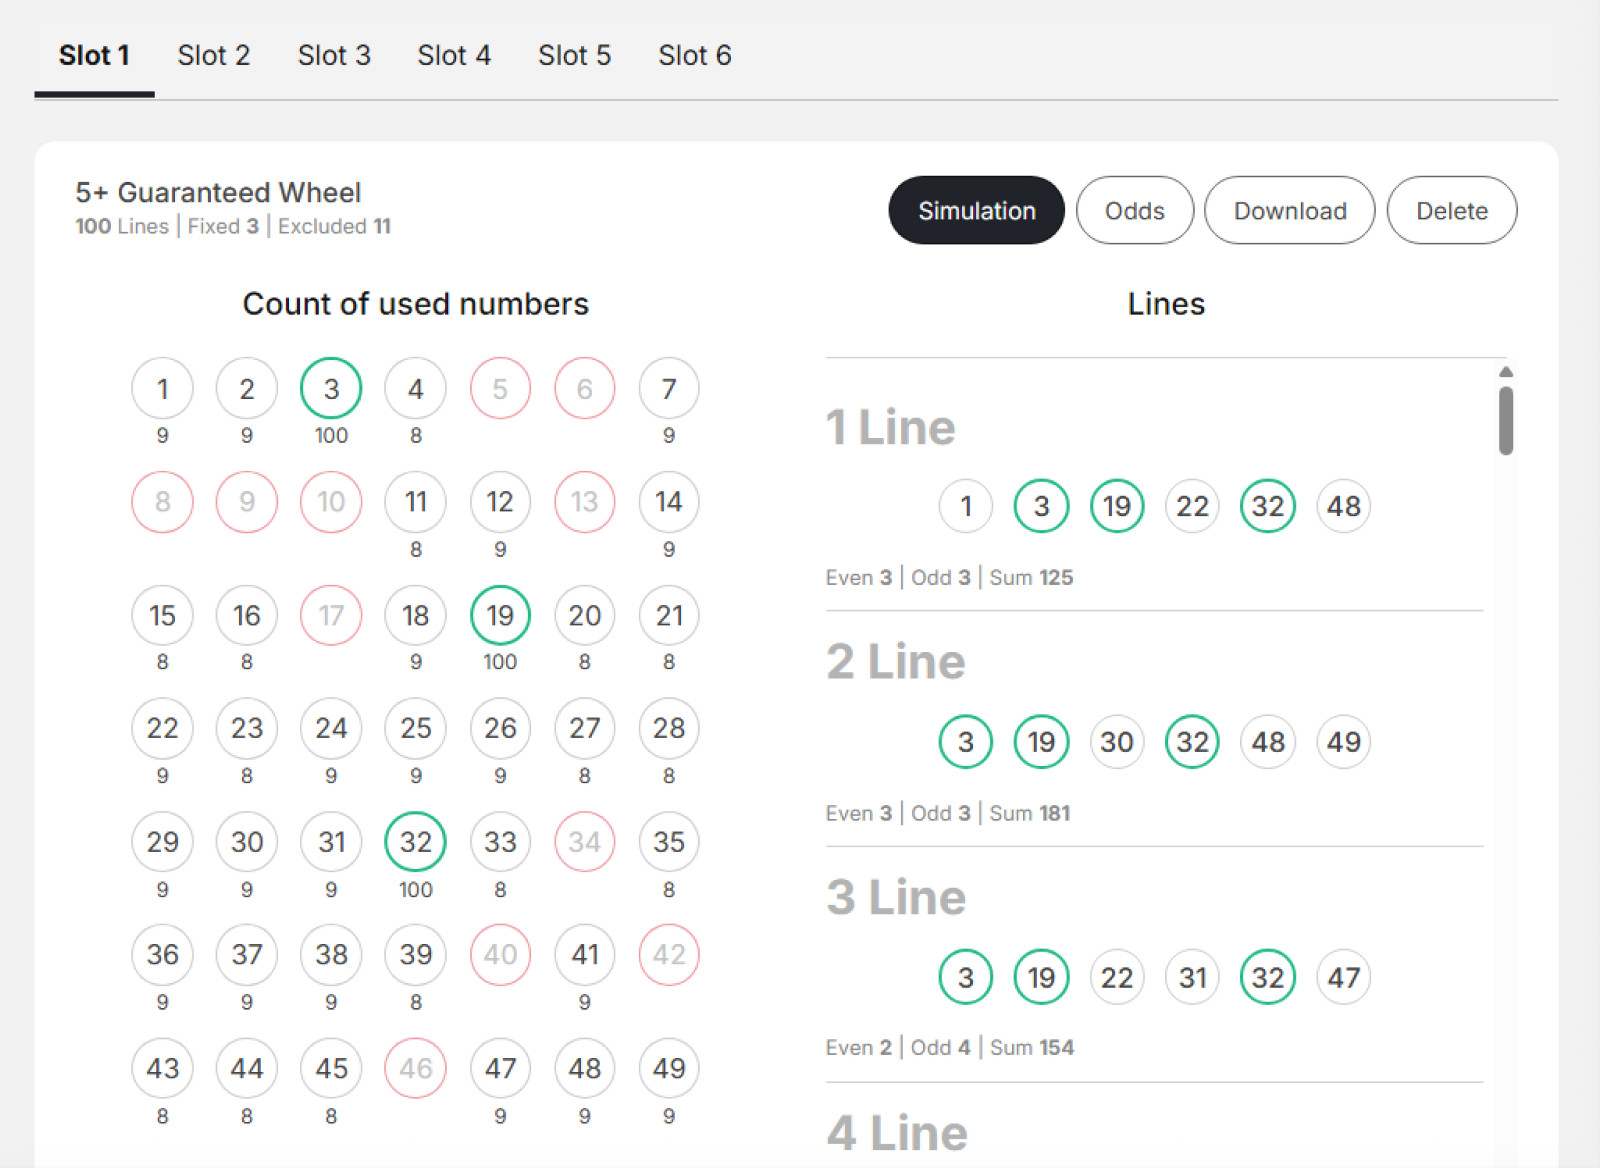 Slot 1 Slot 2 Slot 3 Slot 4 Slot 5 Slot 6
5+ Guaranteed Wheel
100 Lines | Fixed 3 | Excluded 11
Simulation Odds Download Delete
Count of used numbers
1 2 3 4 5 6 7
9 9 100 8 9
8 9 10 11 12 13 14
8 9 9
15 16 17 18 19 20 21
8 8 9 100 8 8
22 23 24 25 26 27 28
9 8 9 9 9 8 8
29 30 31 32 33 34 35
9 9 9 100 8 8
36 37 38 39 40 41 42
9 9 9 8 9
43 44 45 46 47 48 49
8 8 8 9 9 9
Lines
1 Line
1 3 19 22 32 48
Even 3 | Odd 3 | Sum 125
2 Line
3 19 30 32 48 49
Even 3 | Odd 3 | Sum 181
3 Line
3 19 22 31 32 47
Even 2 | Odd 4 | Sum 154
4 Line